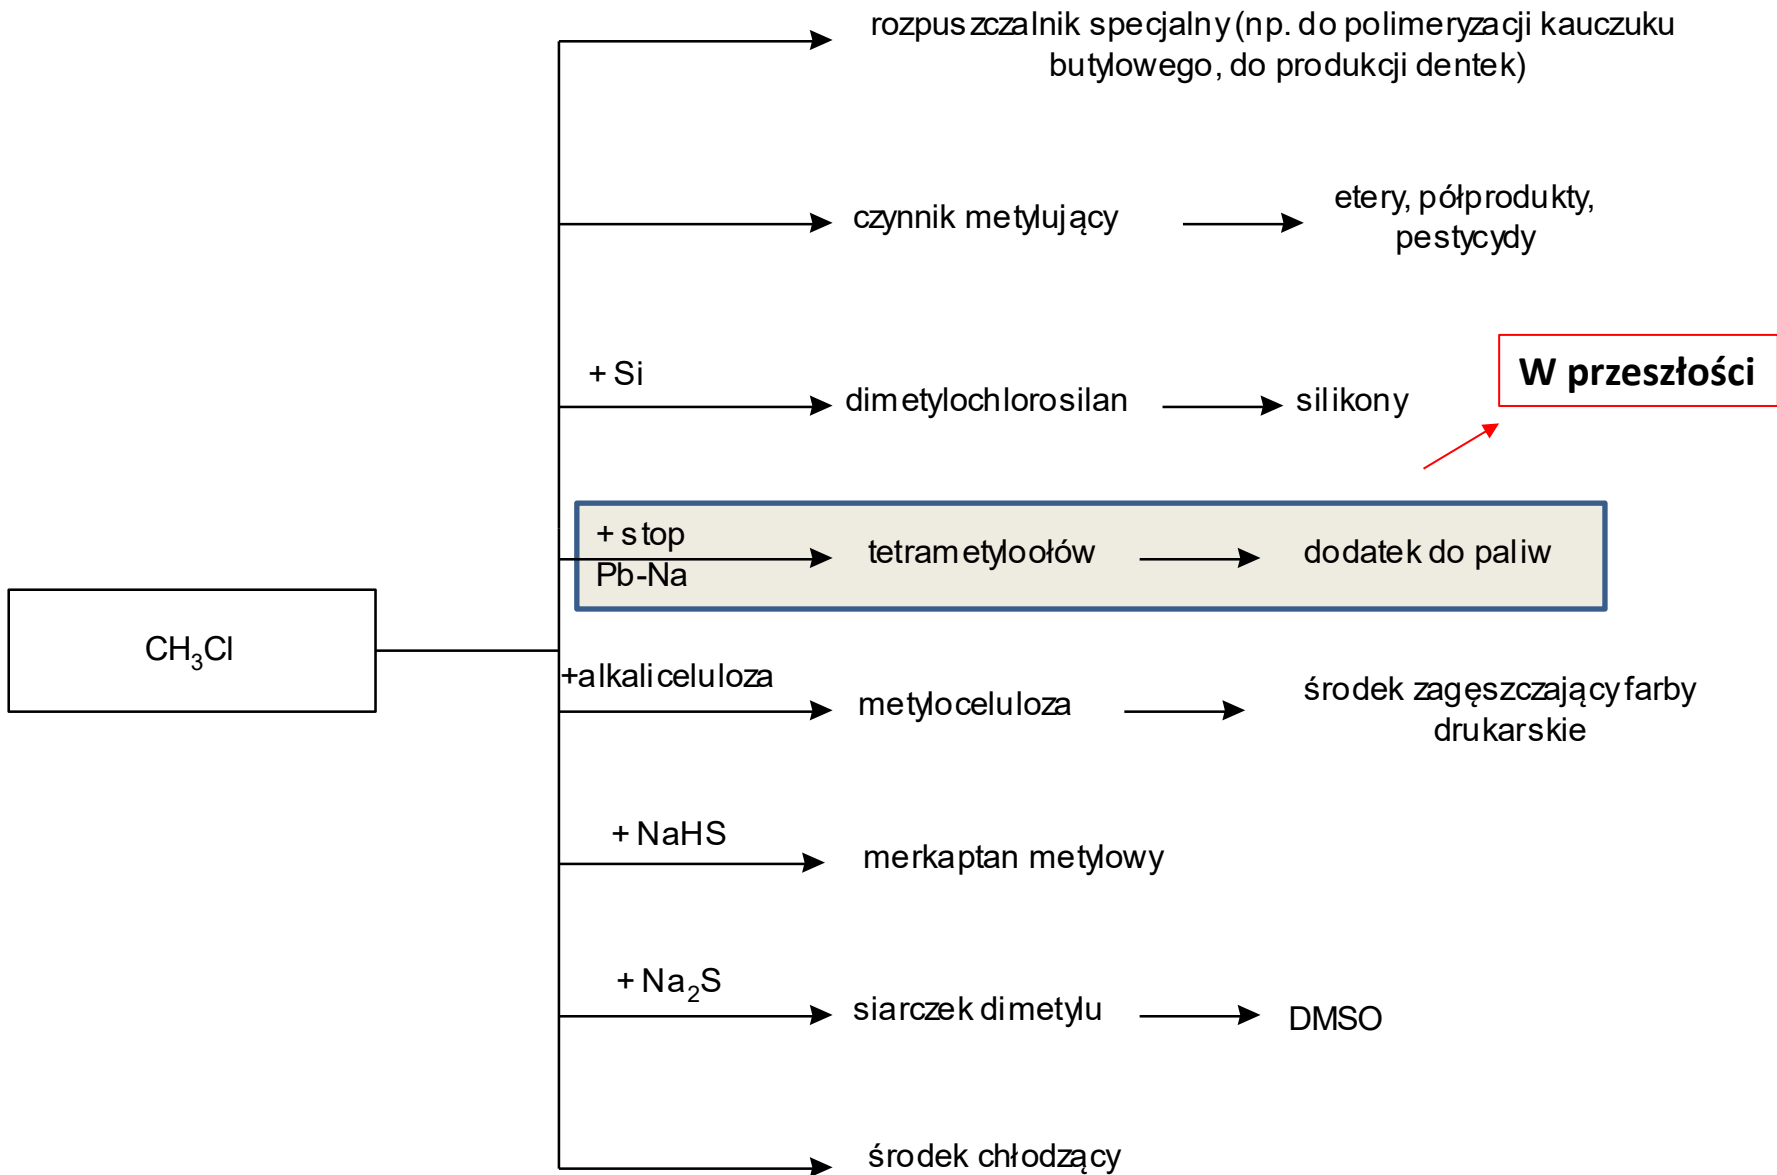 rozpuszczalnik specjalny (np. do polimeryzacji kauczuku
butylowego, do produkcji dentek)
czynnik metylujący
etery, półprodukty,
pestycydy
W przeszłości
+ Si
dimetylochlorosilan
silikony
+ stop
Pb-Na
tetrametyloołów
dodatek do paliw
CH₃Cl
+alkaliceluloza
metyloceluloza
środek zagęszczający farby
drukarskie
+ NaHS
merkaptan metylowy
+ Na₂S
siarczek dimetylu
DMSO
środek chłodzący